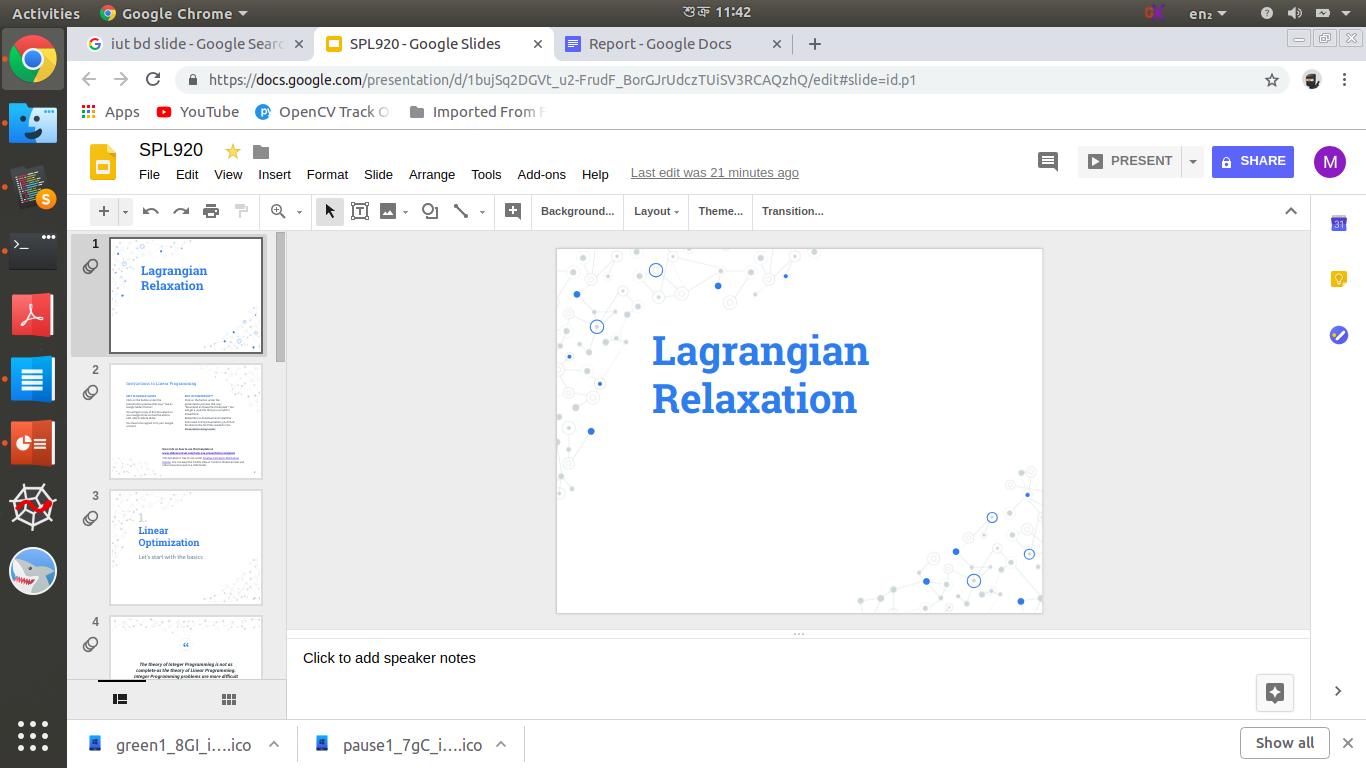 Activities
Google Chrome
শুক্র 11:42
en₂
iut bd slide - Google Searc
SPL920 - Google Slides
Report - Google Docs
https://docs.google.com/presentation/d/1bujSq2DGVt_u2-FrudF_BorGJrUdczTUiSV3RCAQzhQ/edit#slide=id.p1
Apps
YouTube
OpenCV Track O
Imported From F
SPL920
File Edit View Insert Format Slide Arrange Tools Add-ons Help
Last edit was 21 minutes ago
PRESENT
SHARE
M
Background...
Layout
Theme...
Transition...
31
1
Lagrangian
Relaxation
2
Instructions to Linear Programming
3
1.
Linear
Optimization
Let's start with the basics
4
“
The theory of Integer Programming is not as
complete as the theory of Linear Programming.
Integer Programming problems are more difficult
Lagrangian
Relaxation
Click to add speaker notes
green1_8GI_i....ico
pause1_7gC_i....ico
Show all